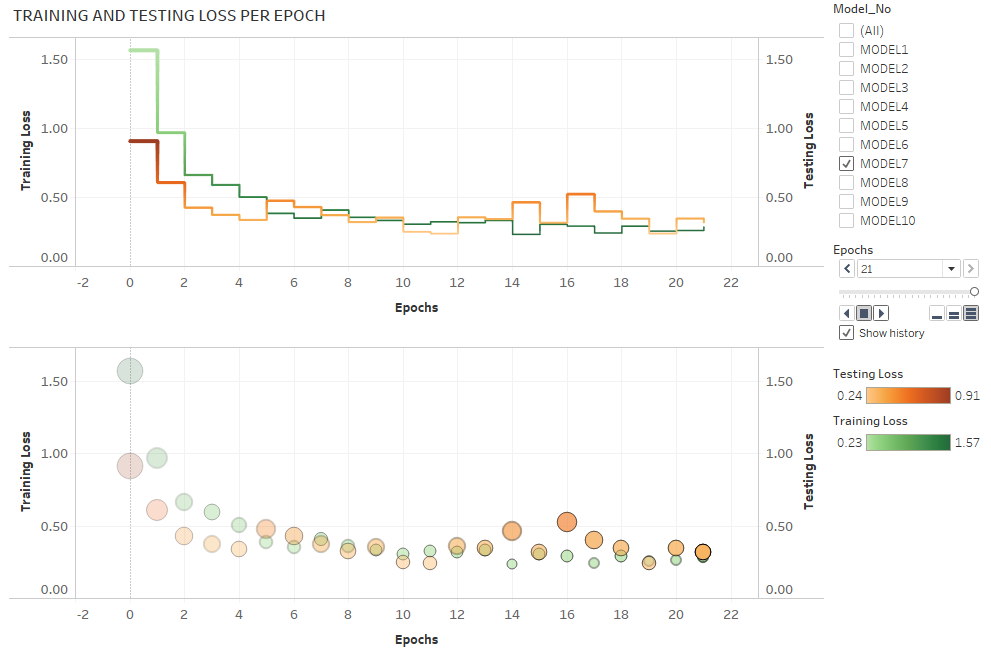 TRAINING AND TESTING LOSS PER EPOCH
1.50
1.00
0.50
0.00
Training Loss
1.50
1.00
0.50
0.00
Testing Loss
-2 0 2 4 6 8 10 12 14 16 18 20 22
Epochs
1.50
1.00
0.50
0.00
Training Loss
1.50
1.00
0.50
0.00
Testing Loss
-2 0 2 4 6 8 10 12 14 16 18 20 22
Epochs
Model_No
(All)
MODEL1
MODEL2
MODEL3
MODEL4
MODEL5
MODEL6
MODEL7
MODEL8
MODEL9
MODEL10
Epochs
21
Show history
Testing Loss
0.24 0.91
Training Loss
0.23 1.57